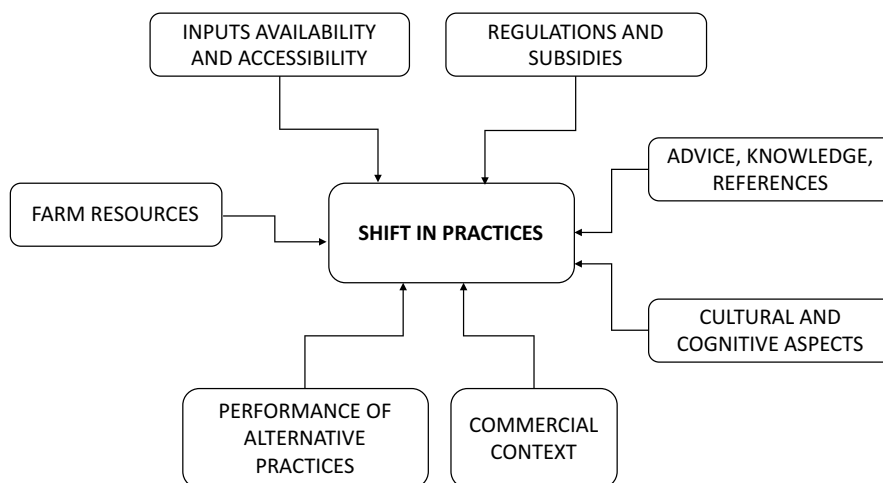 INPUTS AVAILABILITY
AND ACCESSIBILITY
REGULATIONS AND
SUBSIDIES
ADVICE, KNOWLEDGE,
REFERENCES
FARM RESOURCES
SHIFT IN PRACTICES
CULTURAL AND
COGNITIVE ASPECTS
PERFORMANCE OF
ALTERNATIVE
PRACTICES
COMMERCIAL
CONTEXT